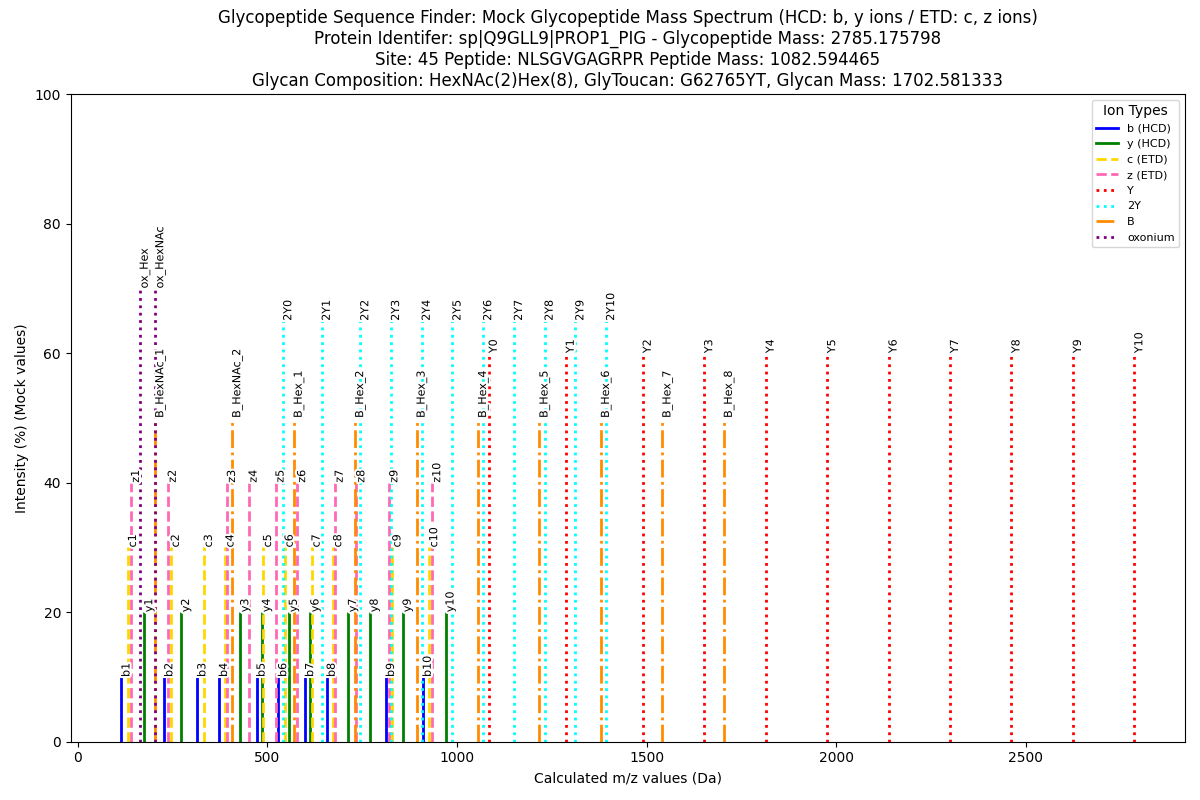 Glycopeptide Sequence Finder: Mock Glycopeptide Mass Spectrum (HCD: b, y ions / ETD: c, z ions)
Protein Identifer: sp|Q9GLL9|PROP1_PIG - Glycopeptide Mass: 2785.175798
Site: 45 Peptide: NLSGVGAGRPR Peptide Mass: 1082.594465
Glycan Composition: HexNAc(2)Hex(8), GlyToucan: G62765YT, Glycan Mass: 1702.581333
Intensity (%) (Mock values)
100
80
60
40
20
0
Ion Types
b (HCD)
y (HCD)
c (ETD)
z (ETD)
Y
2Y
B
oxonium
ox_Hex
ox_HexNAc
2Y0
2Y1
2Y2
2Y3
2Y4
2Y5
2Y6
2Y7
2Y8
2Y9
2Y10
Y0
Y1
Y2
Y3
Y4
Y5
Y6
Y7
Y8
Y9
Y10
B_HexNAc_1
B_HexNAc_2
B_Hex_1
B_Hex_2
B_Hex_3
B_Hex_4
B_Hex_5
B_Hex_6
B_Hex_7
B_Hex_8
z1
z2
z3
z4
z5
z6
z7
z8
z9
z10
c1
c2
c3
c4
c5
c6
c7
c8
c9
c10
y1
y2
y3
y4
y5
y6
y7
y8
y9
y10
b1
b2
b3
b4
b5
b6
b7
b8
b9
b10
0
500
1000
1500
2000
2500
Calculated m/z values (Da)